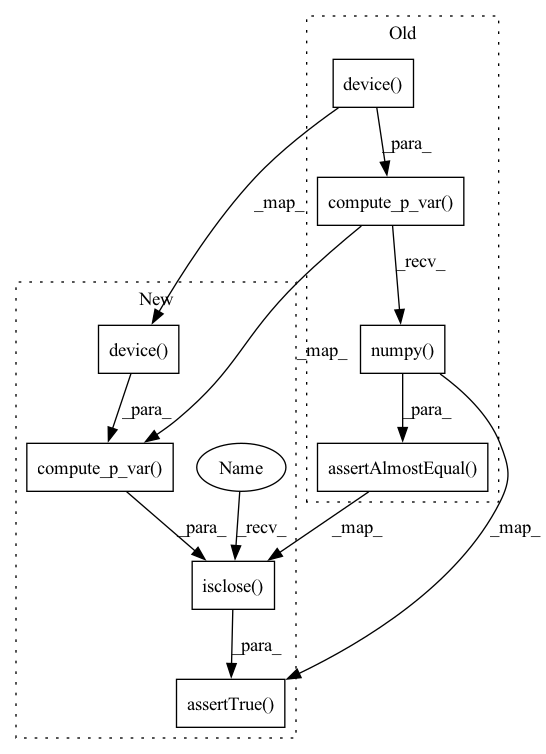 Old
device()
_para_
compute_p_var()
_map_
_recv_
New
device()
_map_
numpy()
_para_
_para_
compute_p_var()
Name
assertAlmostEqual()
_para_
_recv_
_map_
_map_
isclose()
_para_
assertTrue()